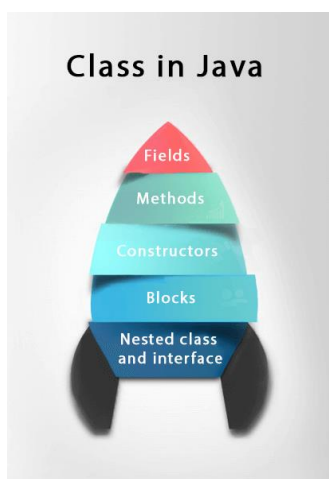 Class in Java
Fields
Methods
Constructors
Blocks
Nested class
and interface